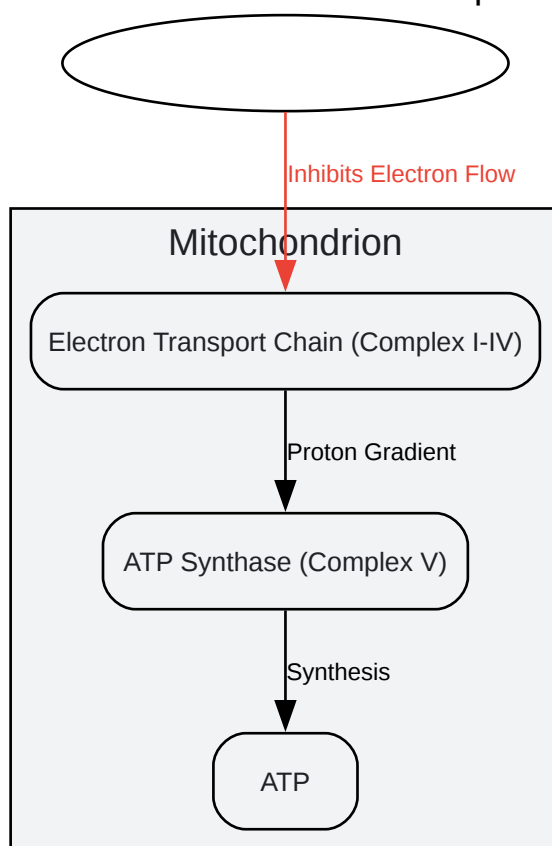 Inhibits Electron Flow
Mitochondrion
Electron Transport Chain (Complex I-IV)
Proton Gradient
ATP Synthase (Complex V)
Synthesis
ATP